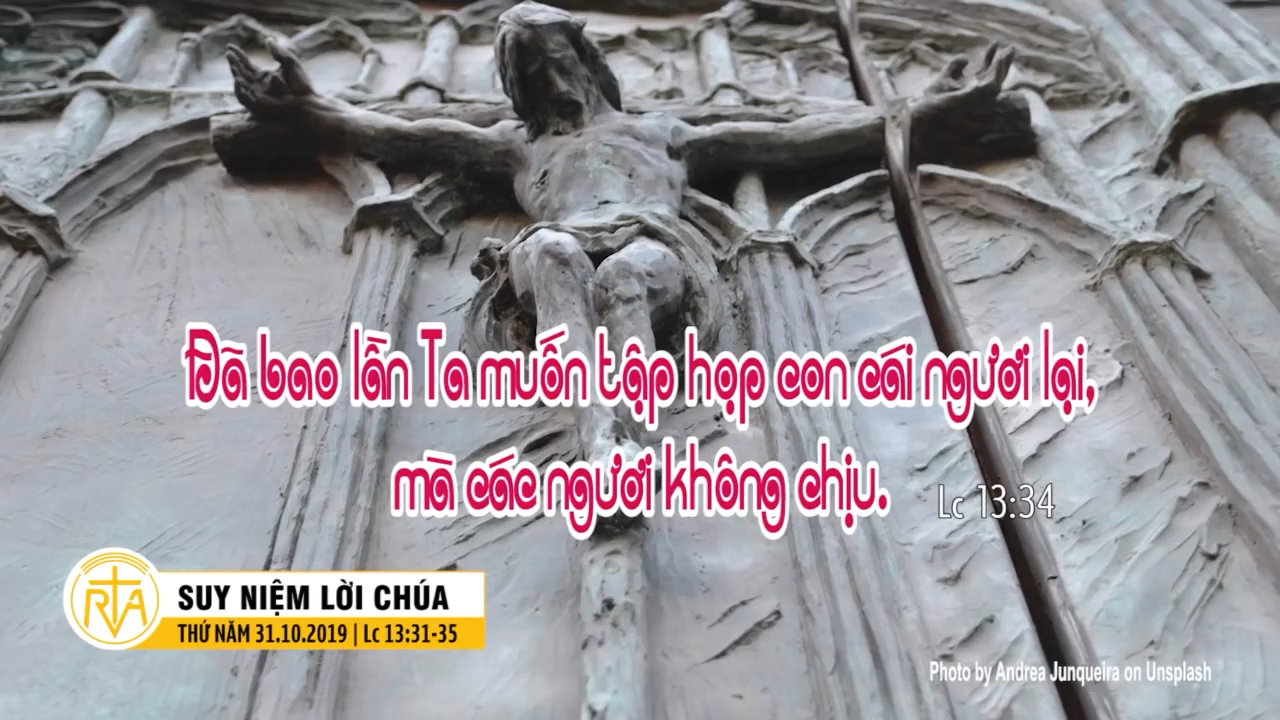 Đã bao lần Ta muốn tập họp con cái ngươi lại,
mà các ngươi không chịu.
Lc 13:34
RTA
SUY NIỆM LỜI CHÚA
THỨ NĂM 31.10.2019 | Lc 13:31-35
Photo by Andrea Junqueira on Unsplash